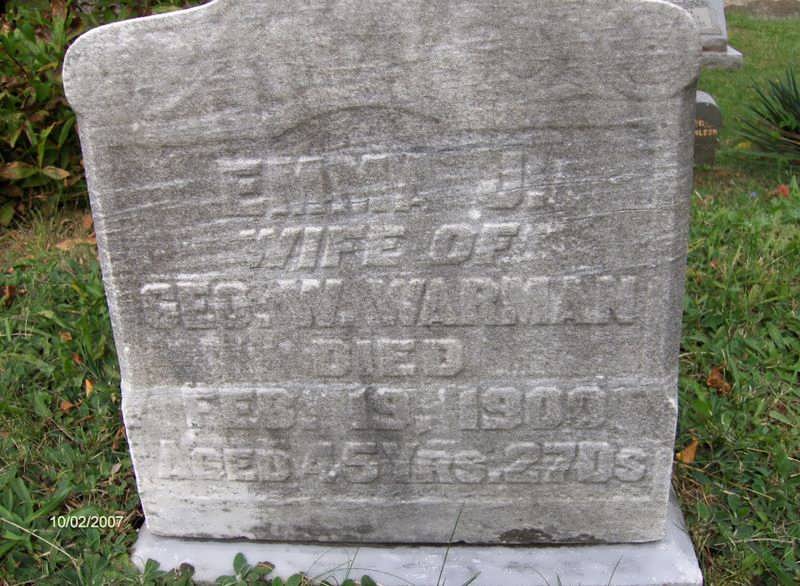 EMMA J.
WIFE OF
GEO. W. WARMAN
DIED
FEB. 19, 1900
AGED 45 YRS. 27 DS
10/02/2007